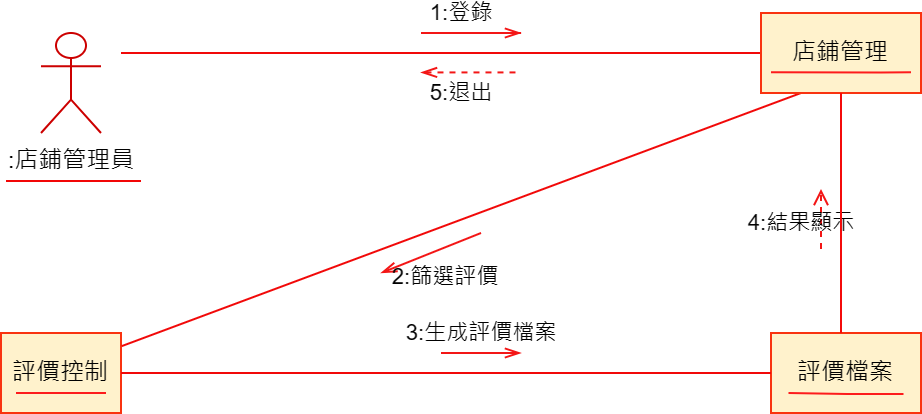 1:登錄
店鋪管理
5:退出
:店鋪管理員
4:結果顯示
2:篩選評價
3:生成評價檔案
評價控制
評價檔案